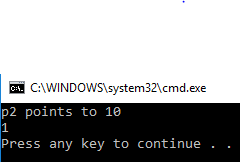 C:\WINDOWS\system32\cmd.exe
p2 points to 10
1
Press any key to continue . .